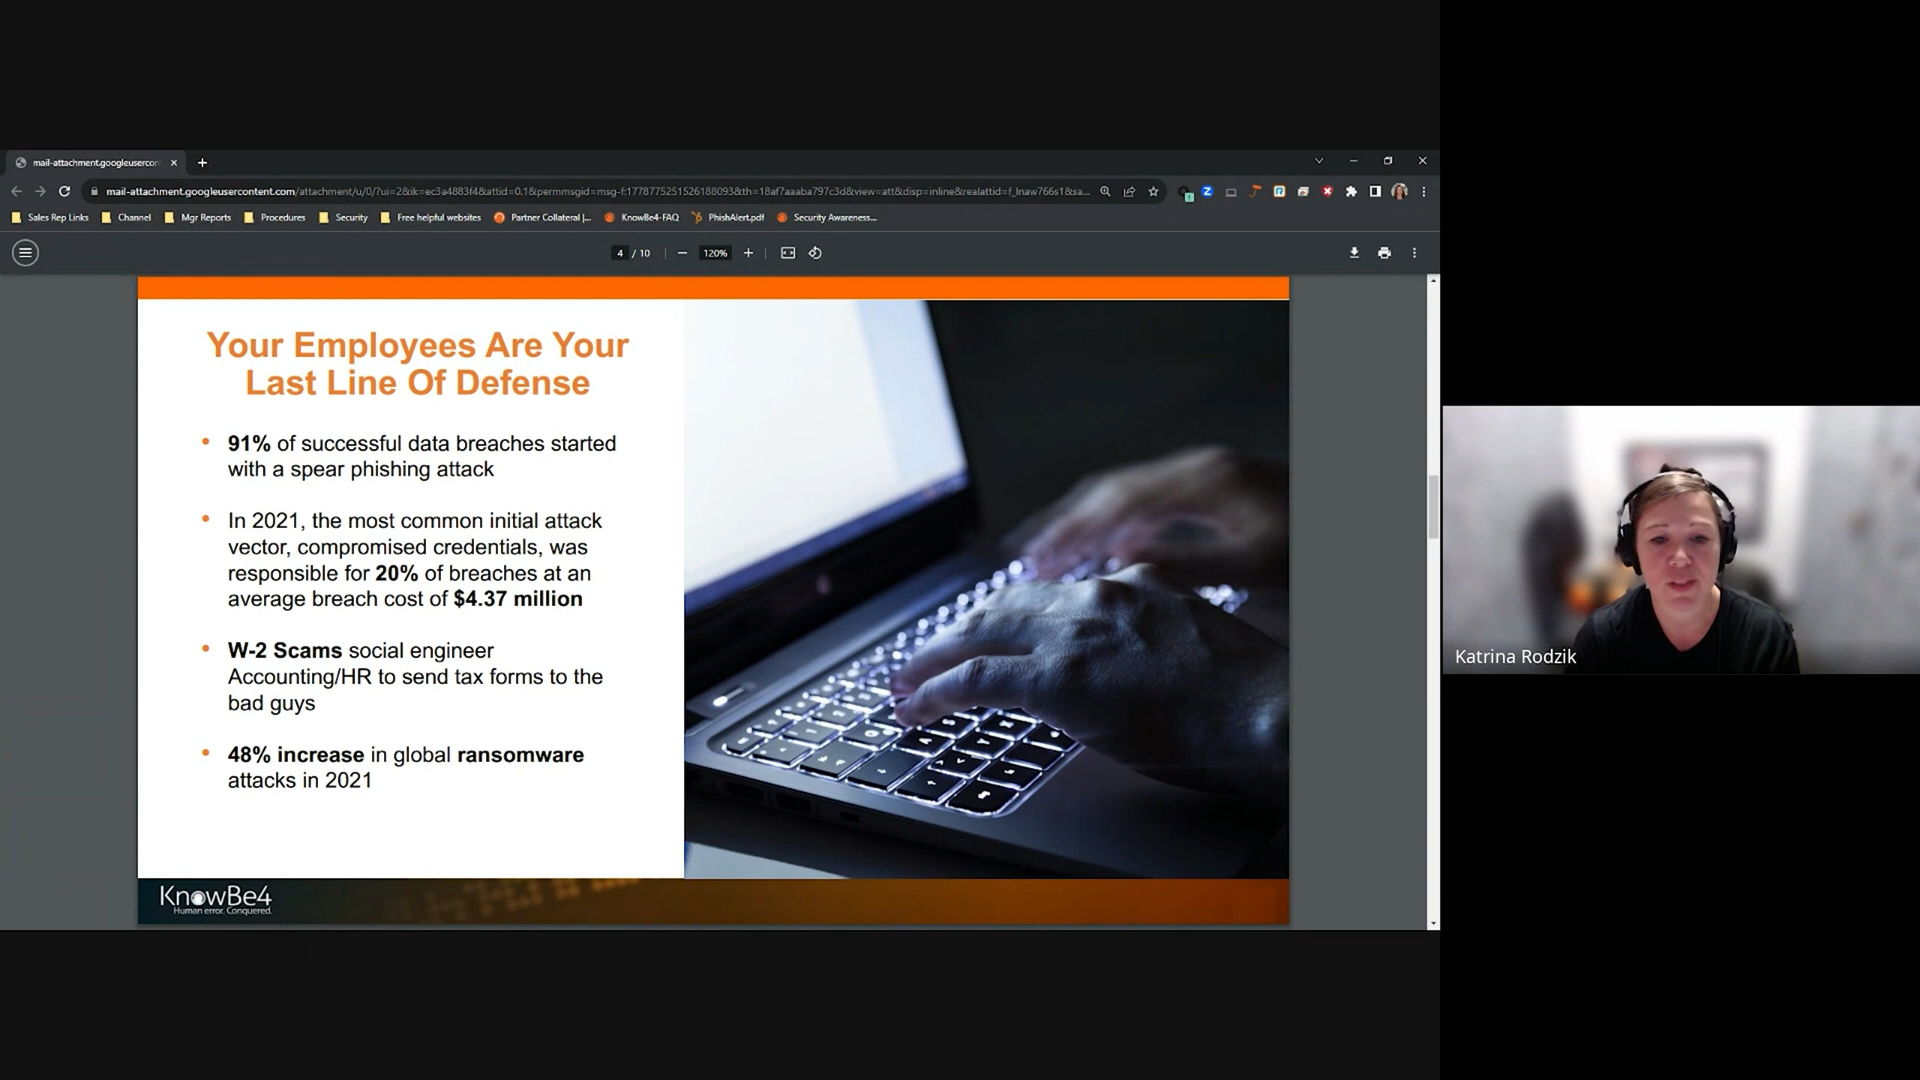 mail-attachment.googleusercon
mail-attachment.googleusercontent.com/attachment/u/0/?ui=2&ik=ec3a4883f4&attid=0.1&permmsgid=msg-f:1778775251526188093&th=18af7aaaba797c3d&view=att&disp=inline&realattid=f_lnaw766s1&sa...
Sales Rep Links Channel Mgr Reports Procedures Security Free helpful websites Partner Collateral |... KnowBe4-FAQ PhishAlert.pdf Security Awareness...
4 / 10 120%
Your Employees Are Your
Last Line Of Defense
• 91% of successful data breaches started
with a spear phishing attack
• In 2021, the most common initial attack
vector, compromised credentials, was
responsible for 20% of breaches at an
average breach cost of $4.37 million
• W-2 Scams social engineer
Accounting/HR to send tax forms to the
bad guys
• 48% increase in global ransomware
attacks in 2021
KnowBe4
Human error. Conquered.
Katrina Rodzik